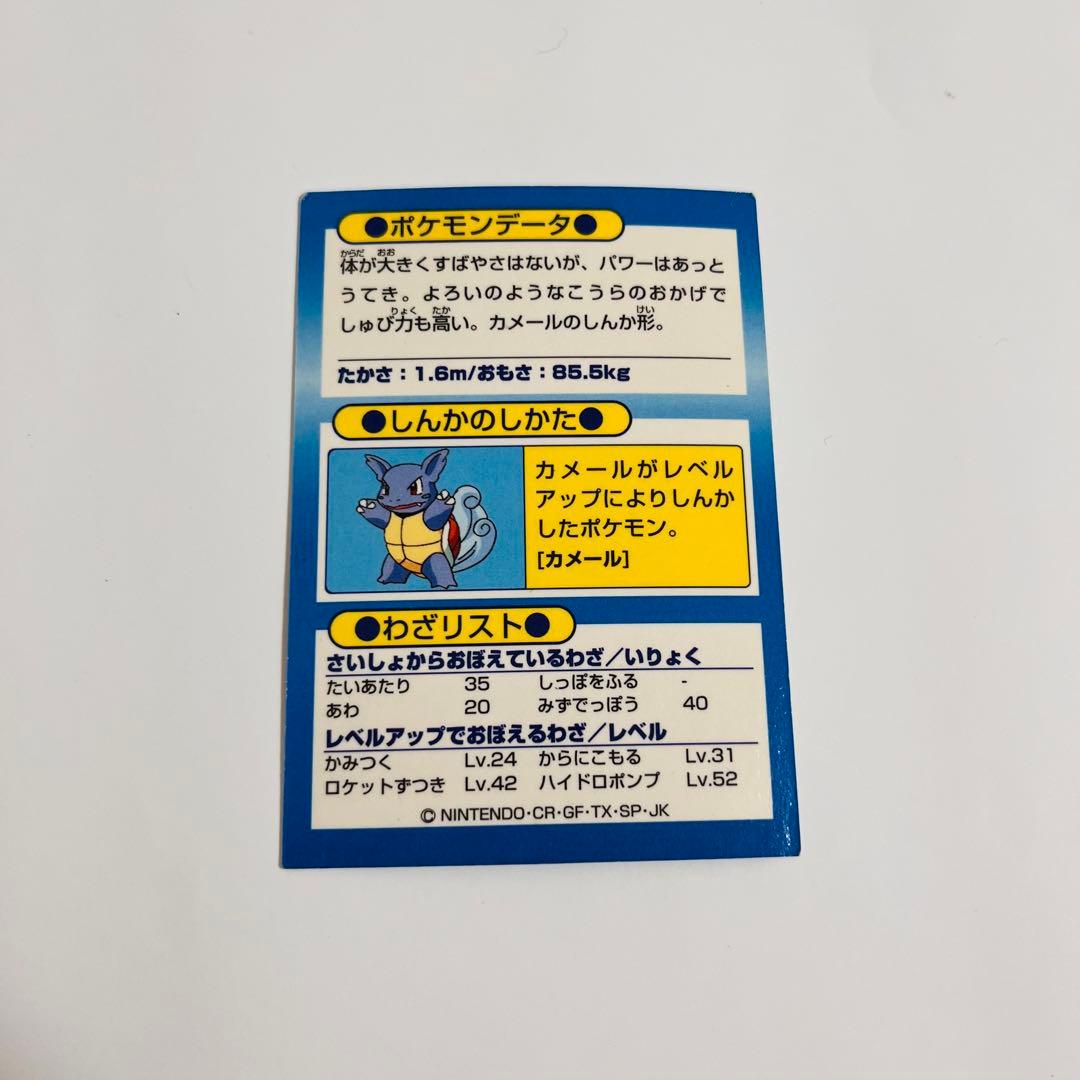 ●ポケモンデータ●
からだ おお
体が大きくすばやさはないが、パワーはあっと
うてき。よろいのようなこうらのおかげで
りょく たか けい
しゅび力も高い。カメールのしんか形。
たかさ：1.6m/おもさ：85.5kg
●しんかのしかた●
カメールがレベル
アップによりしんか
したポケモン。
[カメール]
●わざリスト●
さいしょからおぼえているわざ／いりょく
たいあたり 35 しっぽをふる -
あわ 20 みずでっぽう 40
レベルアップでおぼえるわざ／レベル
かみつく Lv.24 からにこもる Lv.31
ロケットずつき Lv.42 ハイドロポンプ Lv.52
© NINTENDO・CR・GF・TX・SP・JK